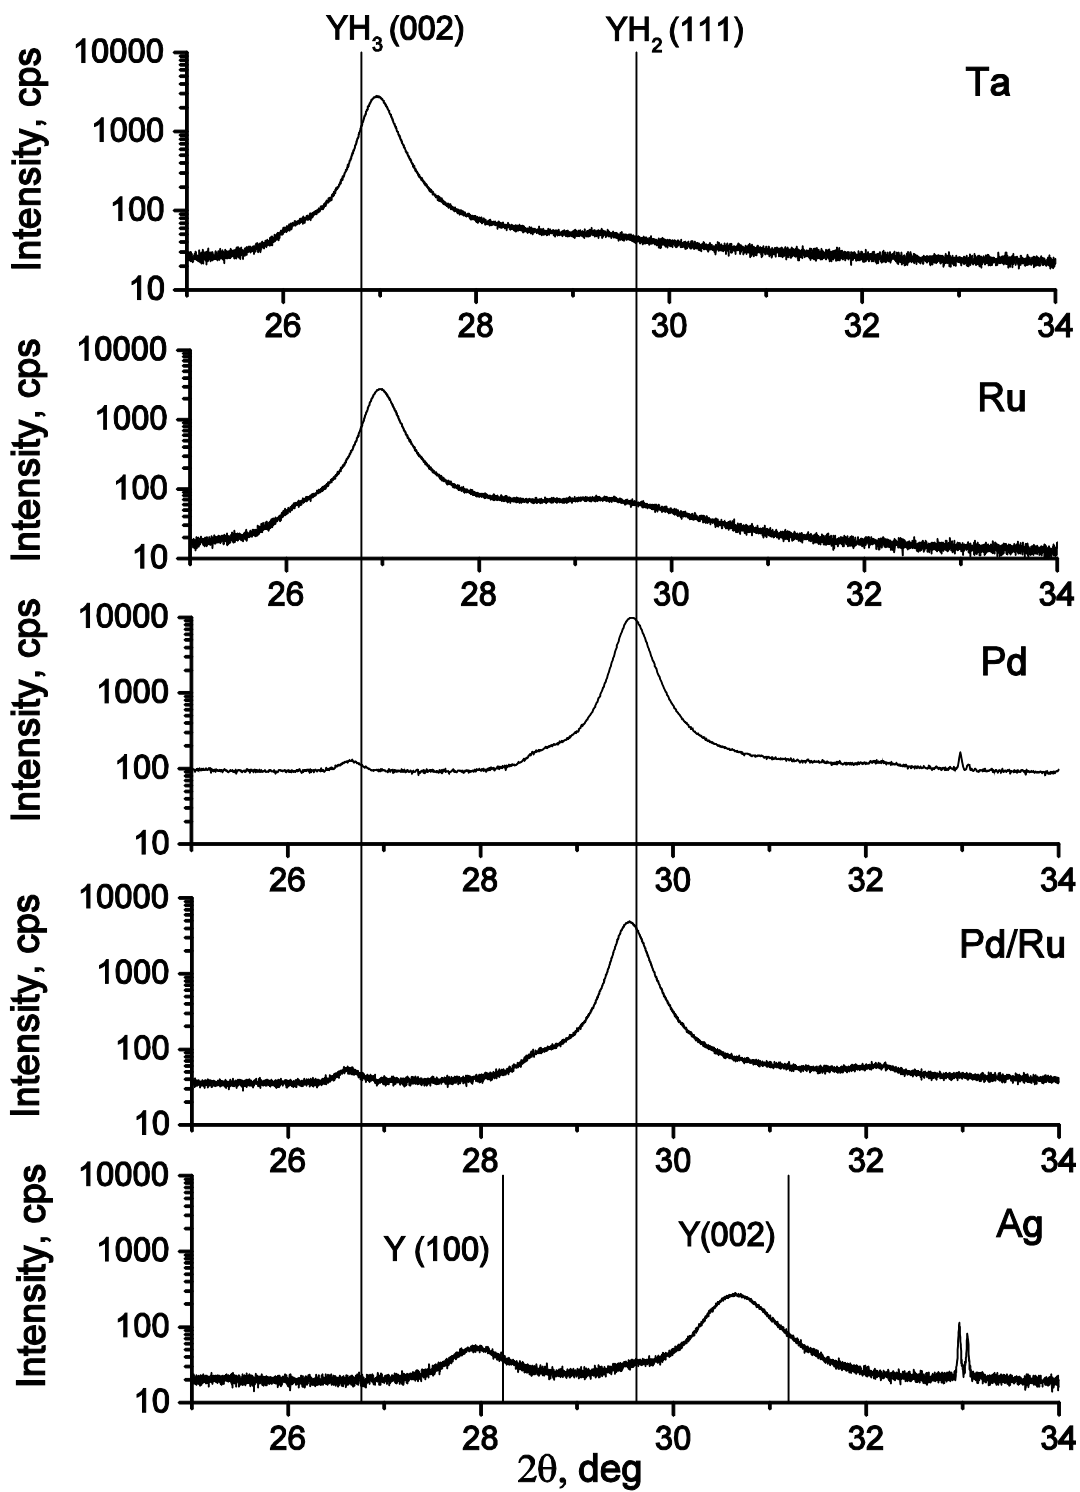 YH3 (002) YH2 (111)
Ta
Intensity, cps
10000
1000
100
10
26 28 30 32 34
Ru
Intensity, cps
10000
1000
100
10
26 28 30 32 34
Pd
Intensity, cps
10000
1000
100
10
26 28 30 32 34
Pd/Ru
Intensity, cps
10000
1000
100
10
26 28 30 32 34
Ag
Y (100) Y(002)
Intensity, cps
10000
1000
100
10
26 28 30 32 34
2θ, deg